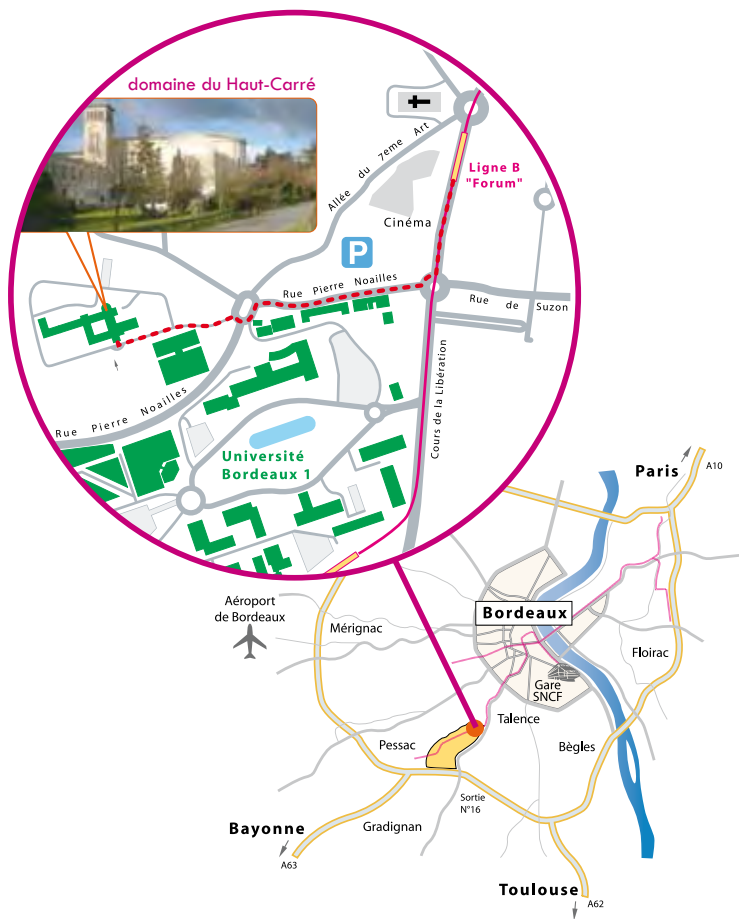 domaine du Haut-Carré
Allée du 7eme Art
Ligne B
"Forum"
Cinéma
P
Rue Pierre Noailles
Rue de Suzon
Cours de la Libération
Rue Pierre Noailles
Université
Bordeaux 1
Paris
A10
Aéroport
de Bordeaux
Mérignac
Bordeaux
Floirac
Gare
SNCF
Talence
Pessac
Bègles
Sortie
N°16
Bayonne
Gradignan
A63
Toulouse
A62